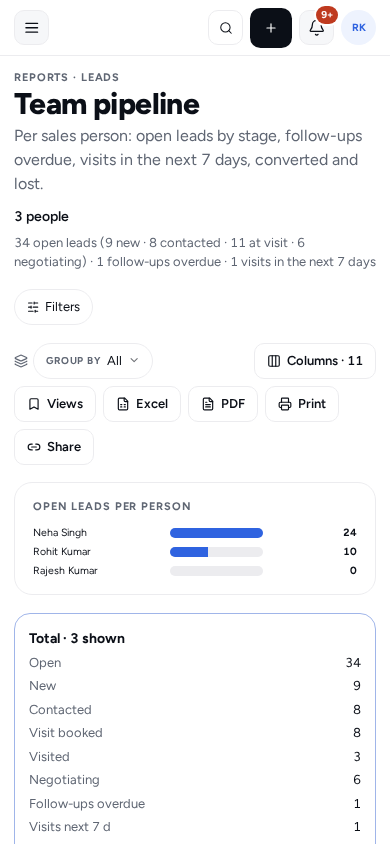 9+
RK
REPORTS · LEADS
Team pipeline
Per sales person: open leads by stage, follow-ups
overdue, visits in the next 7 days, converted and
lost.
3 people
34 open leads (9 new · 8 contacted · 11 at visit · 6
negotiating) · 1 follow-ups overdue · 1 visits in the next 7 days
Filters
GROUP BY All
Columns · 11
Views
Excel
PDF
Print
Share
OPEN LEADS PER PERSON
Neha Singh 24
Rohit Kumar 10
Rajesh Kumar 0
Total · 3 shown
Open 34
New 9
Contacted 8
Visit booked 8
Visited 3
Negotiating 6
Follow-ups overdue 1
Visits next 7 d 1